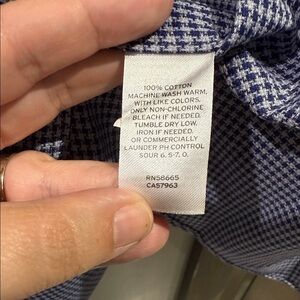 100% COTTON
MACHINE WASH WARM,
WITH LIKE COLORS,
ONLY NON-CHLORINE
BLEACH IF NEEDED.
TUMBLE DRY LOW,
IRON IF NEEDED.
OR COMMERCIALLY
LAUNDER PH CONTROL
SOUR 6. 5-7. 0.
RN58665
CA57963